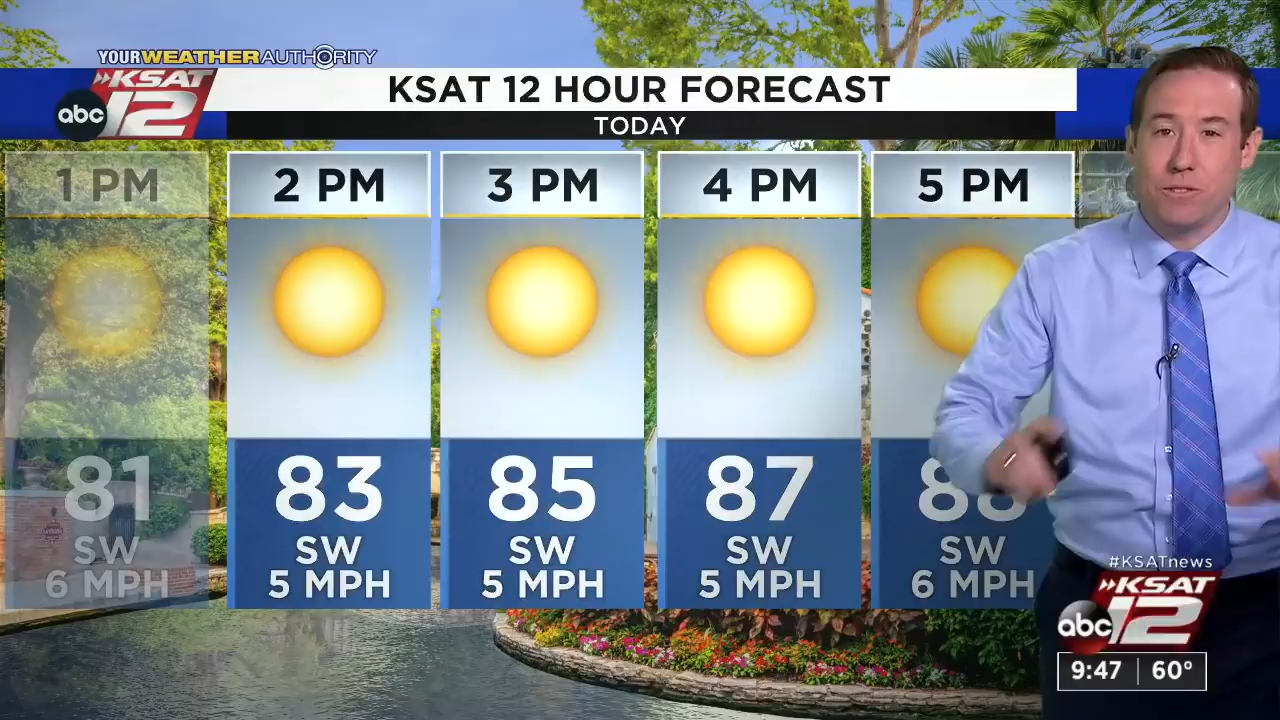 YOUR WEATHER AUTHORITY
KSAT
abc 12
KSAT 12 HOUR FORECAST
TODAY
1 PM
2 PM
3 PM
4 PM
5 PM
81
83
85
87
SW
SW
SW
SW
SW
6 MPH
5 MPH
5 MPH
5 MPH
6 MPH
#KSATnews
KSAT
abc 12
9:47 60°